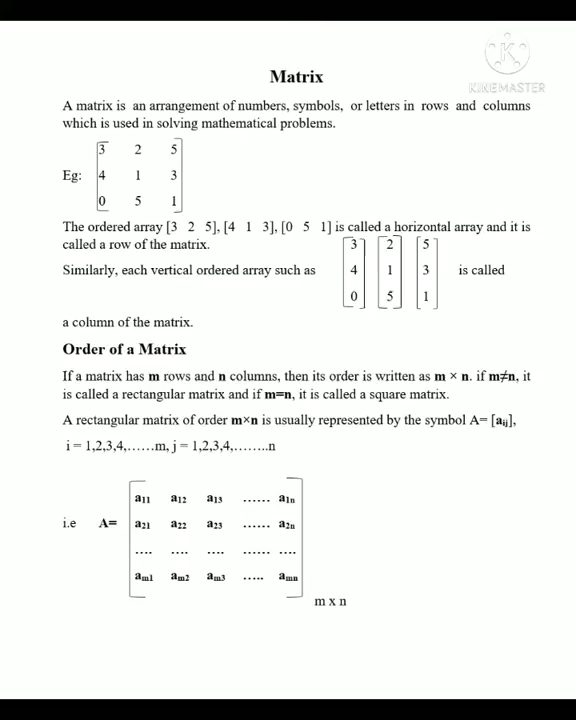 KINEMASTER
Matrix
A matrix is an arrangement of numbers, symbols, or letters in rows and columns
which is used in solving mathematical problems.
3 2 5
Eg: 4 1 3
0 5 1
The ordered array [3 2 5], [4 1 3], [0 5 1] is called a horizontal array and it is
called a row of the matrix.
3 2 5
Similarly, each vertical ordered array such as 4 1 3 is called
0 5 1
a column of the matrix.
Order of a Matrix
If a matrix has m rows and n columns, then its order is written as m × n. if m≠n, it
is called a rectangular matrix and if m=n, it is called a square matrix.
A rectangular matrix of order m×n is usually represented by the symbol A= [aij],
i = 1,2,3,4,……m, j = 1,2,3,4,……..n
a11 a12 a13 …… a1n
i.e A= a21 a22 a23 …… a2n
…. …. …. …… ….
am1 am2 am3 ….. amn
m x n